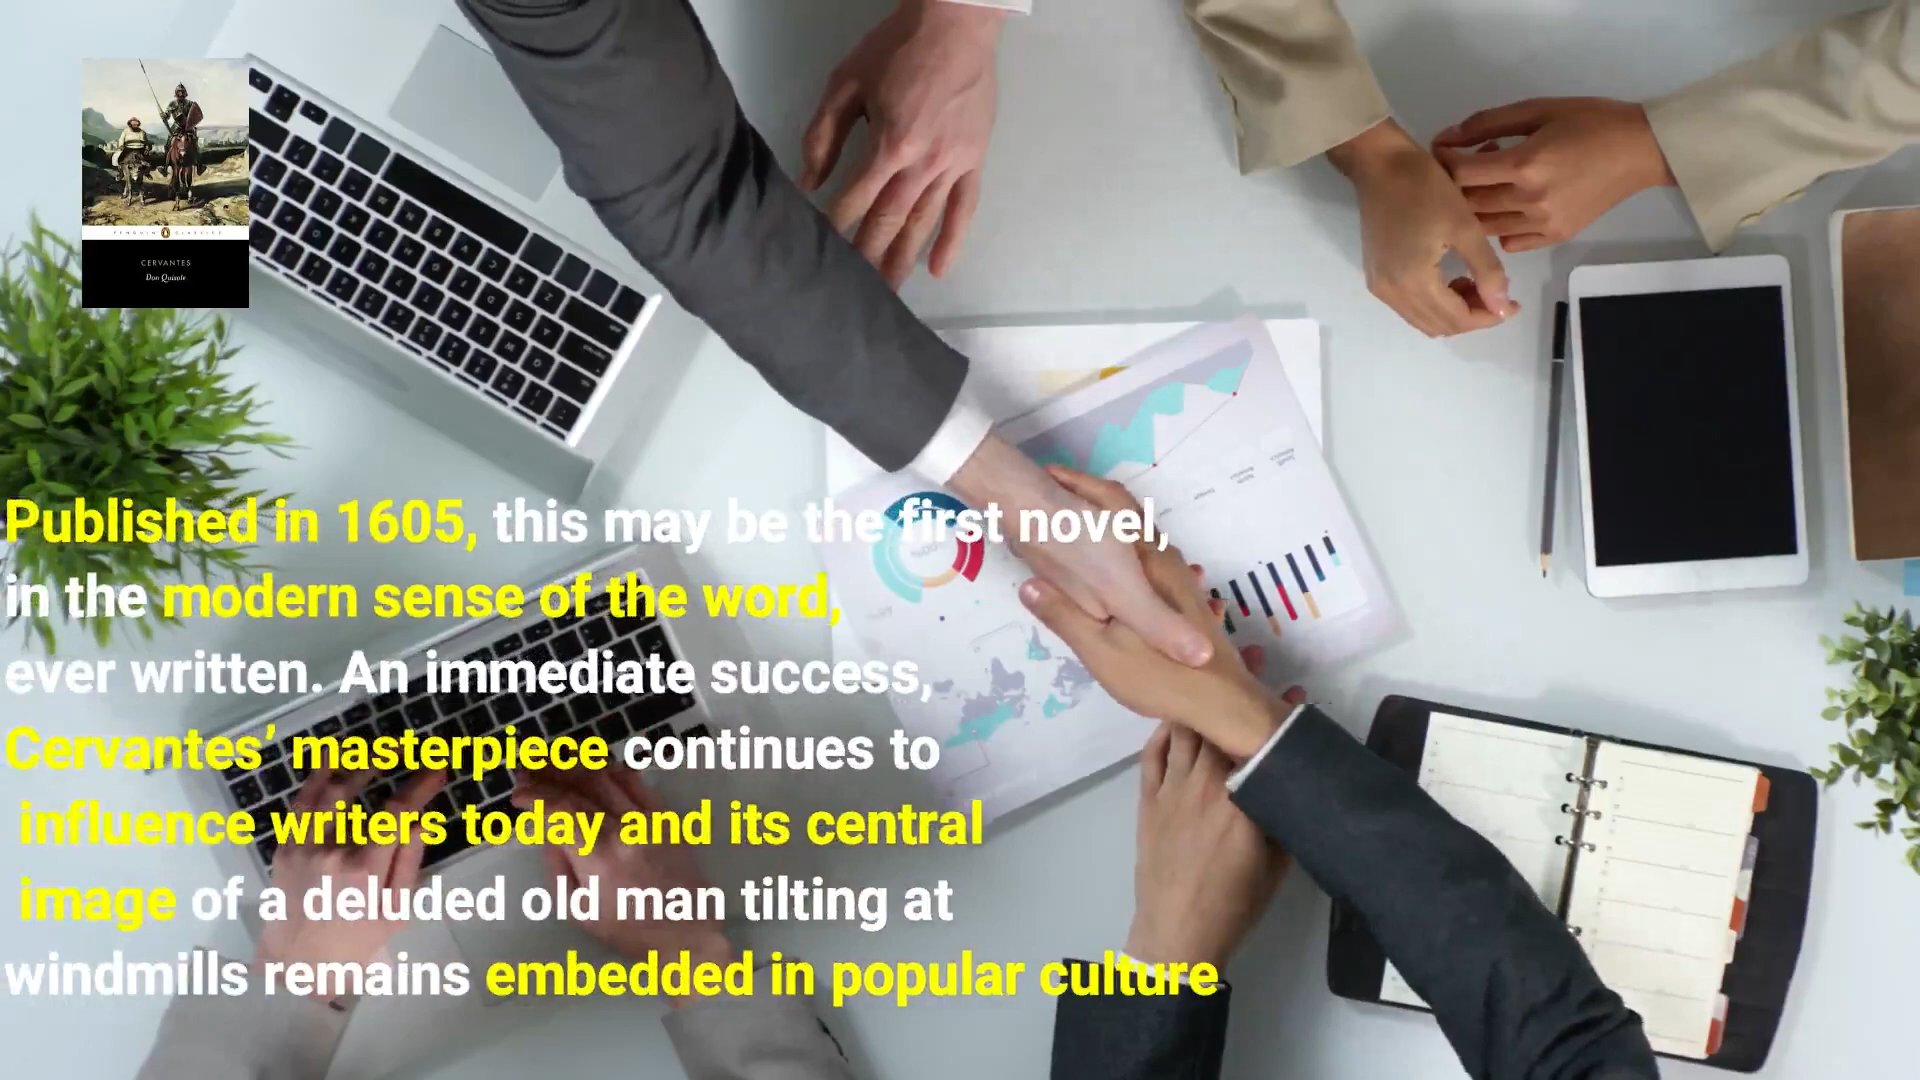 PENGUIN CLASSICS
CERVANTES
Don Quixote
Published in 1605, this may be the first novel,
in the modern sense of the word,
ever written. An immediate success,
Cervantes’ masterpiece continues to
influence writers today and its central
image of a deluded old man tilting at
windmills remains embedded in popular culture